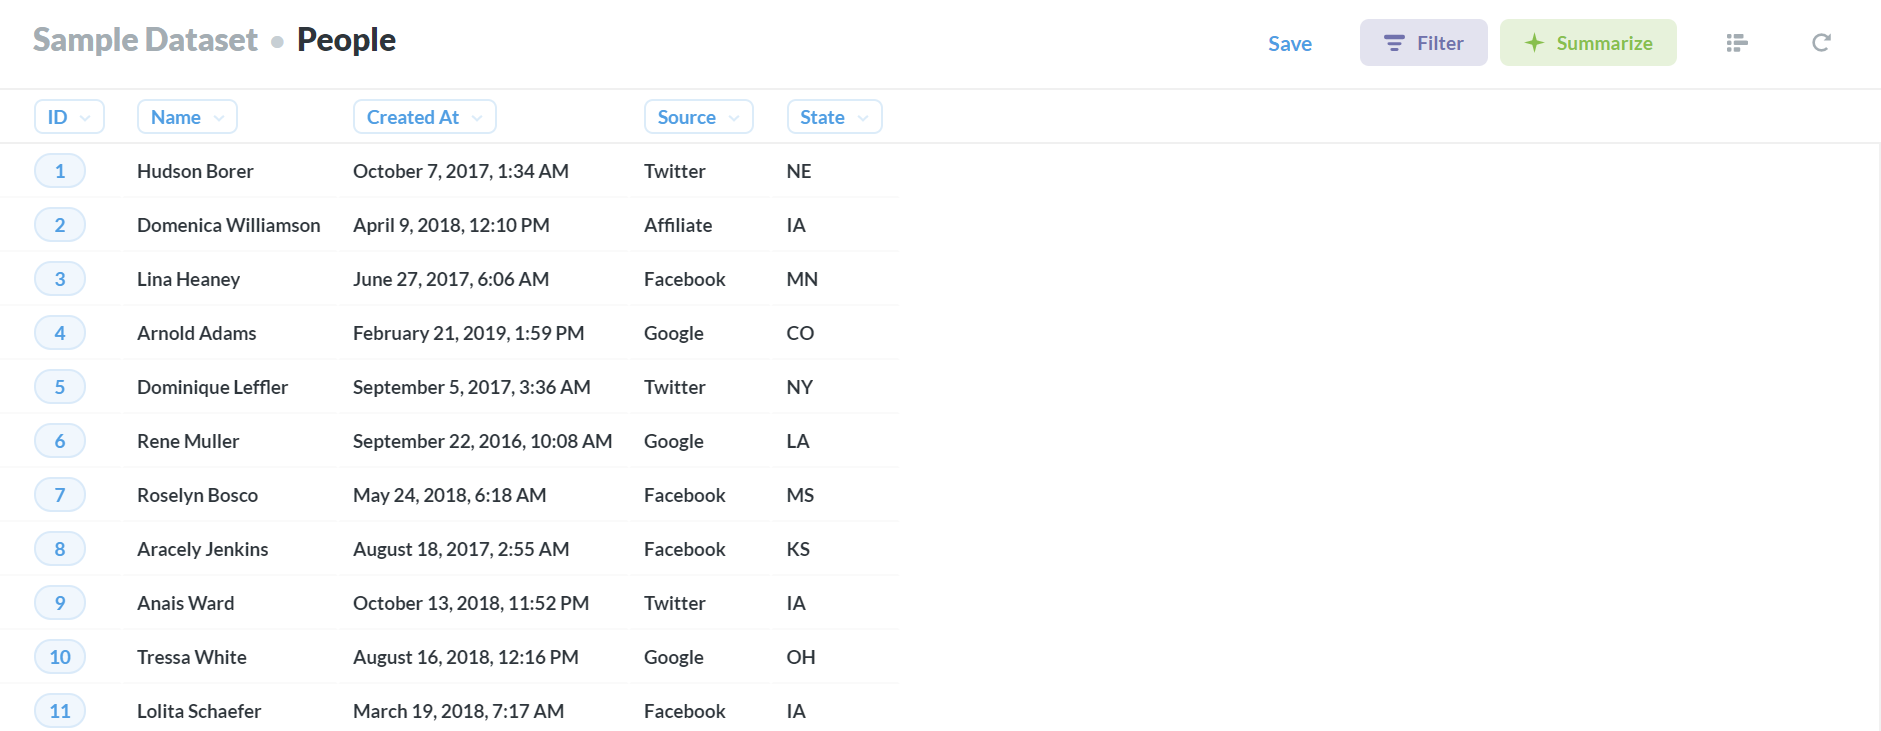 Sample Dataset • People Save Filter Summarize
ID Name Created At Source State
1 Hudson Borer October 7, 2017, 1:34 AM Twitter NE
2 Domenica Williamson April 9, 2018, 12:10 PM Affiliate IA
3 Lina Heaney June 27, 2017, 6:06 AM Facebook MN
4 Arnold Adams February 21, 2019, 1:59 PM Google CO
5 Dominique Leffler September 5, 2017, 3:36 AM Twitter NY
6 Rene Muller September 22, 2016, 10:08 AM Google LA
7 Roselyn Bosco May 24, 2018, 6:18 AM Facebook MS
8 Aracely Jenkins August 18, 2017, 2:55 AM Facebook KS
9 Anais Ward October 13, 2018, 11:52 PM Twitter IA
10 Tressa White August 16, 2018, 12:16 PM Google OH
11 Lolita Schaefer March 19, 2018, 7:17 AM Facebook IA